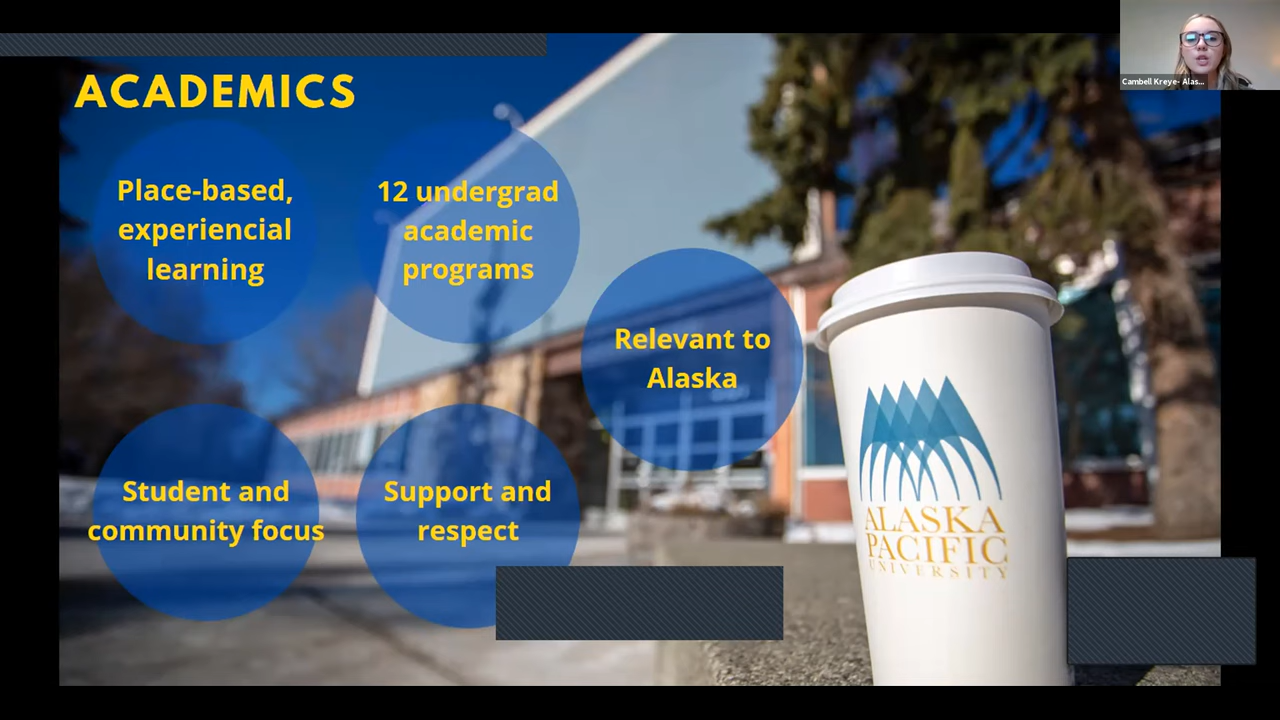 ACADEMICS
Place-based,
experiencial
learning
12 undergrad
academic
programs
Relevant to
Alaska
Student and
community focus
Support and
respect
ALASKA
PACIFIC
UNIVERSITY
Cambell Kreye- Alas...